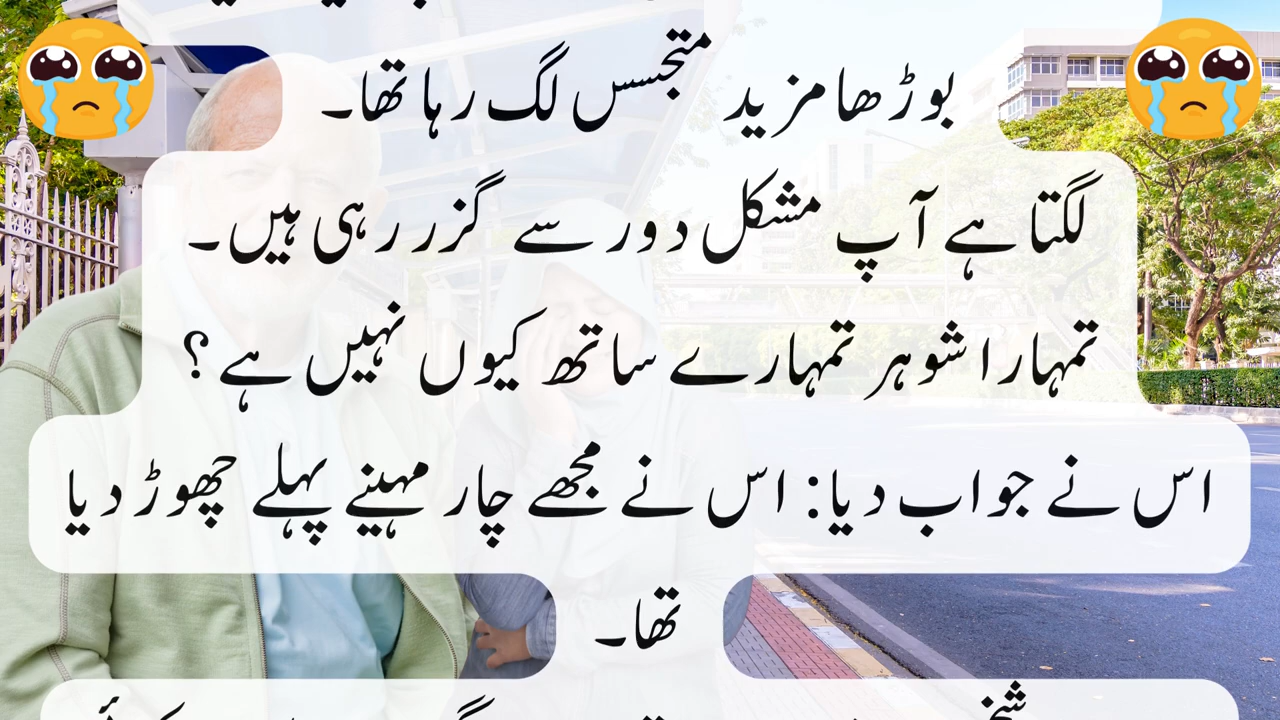 بوڑھا مزید متجسس لگ رہا تھا۔
لگتا ہے آپ مشکل دور سے گزر رہی ہیں۔
تمہارا شوہر تمہارے ساتھ کیوں نہیں ہے؟
اس نے جواب دیا: اس نے مجھے چار مہینے پہلے چھوڑ دیا
تھا۔